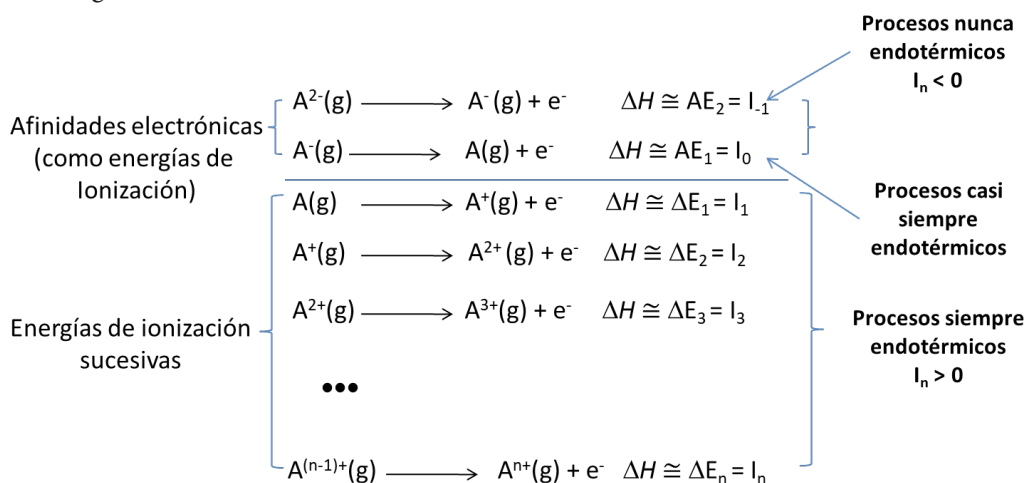 Procesos nunca
endotérmicos
Iₙ < 0
A²⁻(g) ⟶ A⁻(g) + e⁻ ΔH ≅ AE₂ = I₋₁
Afinidades electrónicas
(como energías de
Ionización)
A⁻(g) ⟶ A(g) + e⁻ ΔH ≅ AE₁ = I₀
Procesos casi
siempre
endotérmicos
A(g) ⟶ A⁺(g) + e⁻ ΔH ≅ ΔE₁ = I₁
A⁺(g) ⟶ A²⁺(g) + e⁻ ΔH ≅ ΔE₂ = I₂
A²⁺(g) ⟶ A³⁺(g) + e⁻ ΔH ≅ ΔE₃ = I₃
Energías de ionización
sucesivas
Procesos siempre
endotérmicos
Iₙ > 0
•••
A⁽ⁿ⁻¹⁾⁺(g) ⟶ Aⁿ⁺(g) + e⁻ ΔH ≅ ΔEₙ = Iₙ